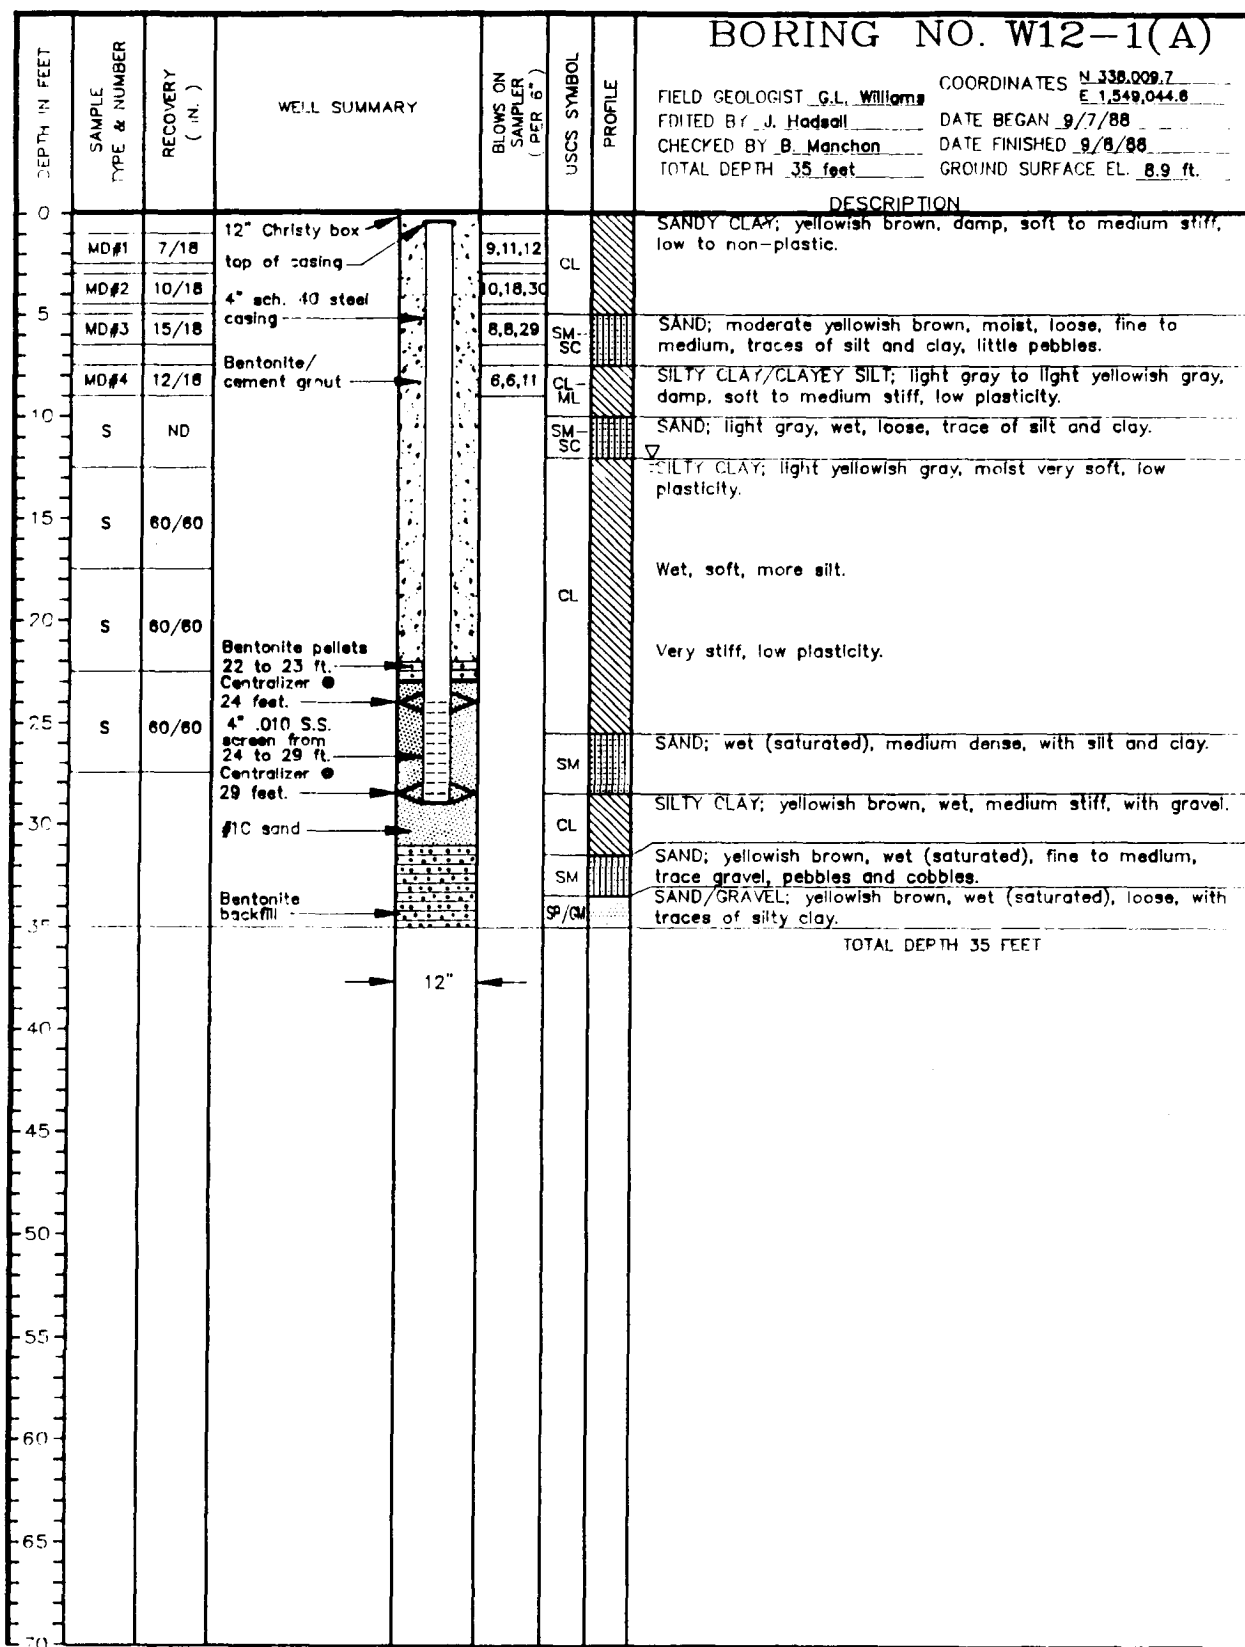 BORING NO. W12-1(A)
DEPTH IN FEET
SAMPLE TYPE & NUMBER
RECOVERY ( IN. )
WELL SUMMARY
BLOWS ON SAMPLER ( PER 6" )
USCS SYMBOL
PROFILE
FIELD GEOLOGIST G.L. Williams
EDITED BY J. Hadsall
CHECKED BY B. Manchon
TOTAL DEPTH 35 feet
COORDINATES N 338,009.7
E 1,549,044.6
DATE BEGAN 9/7/88
DATE FINISHED 9/8/88
GROUND SURFACE EL. 8.9 ft.
DESCRIPTION
0
5
10
15
20
25
30
35
40
45
50
55
60
65
70
MD#1 7/18
MD#2 10/18
MD#3 15/18
MD#4 12/18
S ND
S 60/60
S 60/60
S 60/60
12" Christy box
top of casing
4" sch. 40 steel
casing
Bentonite/
cement grout
Bentonite pellets
22 to 23 ft.
Centralizer @
24 feet.
4" .010 S.S.
screen from
24 to 29 ft.
Centralizer @
29 feet.
#1C sand
Bentonite
backfill
12"
9,11,12
10,18,30
8,8,29
6,6,11
CL
SM-
SC
CL-
ML
SM-
SC
CL
SM
CL
SM
SP/GM
SANDY CLAY; yellowish brown, damp, soft to medium stiff,
low to non-plastic.
SAND; moderate yellowish brown, moist, loose, fine to
medium, traces of silt and clay, little pebbles.
SILTY CLAY/CLAYEY SILT; light gray to light yellowish gray,
damp, soft to medium stiff, low plasticity.
SAND; light gray, wet, loose, trace of silt and clay.
SILTY CLAY; light yellowish gray, moist very soft, low
plasticity.
Wet, soft, more silt.
Very stiff, low plasticity.
SAND; wet (saturated), medium dense, with silt and clay.
SILTY CLAY; yellowish brown, wet, medium stiff, with gravel.
SAND; yellowish brown, wet (saturated), fine to medium,
trace gravel, pebbles and cobbles.
SAND/GRAVEL; yellowish brown, wet (saturated), loose, with
traces of silty clay.
TOTAL DEPTH 35 FEET